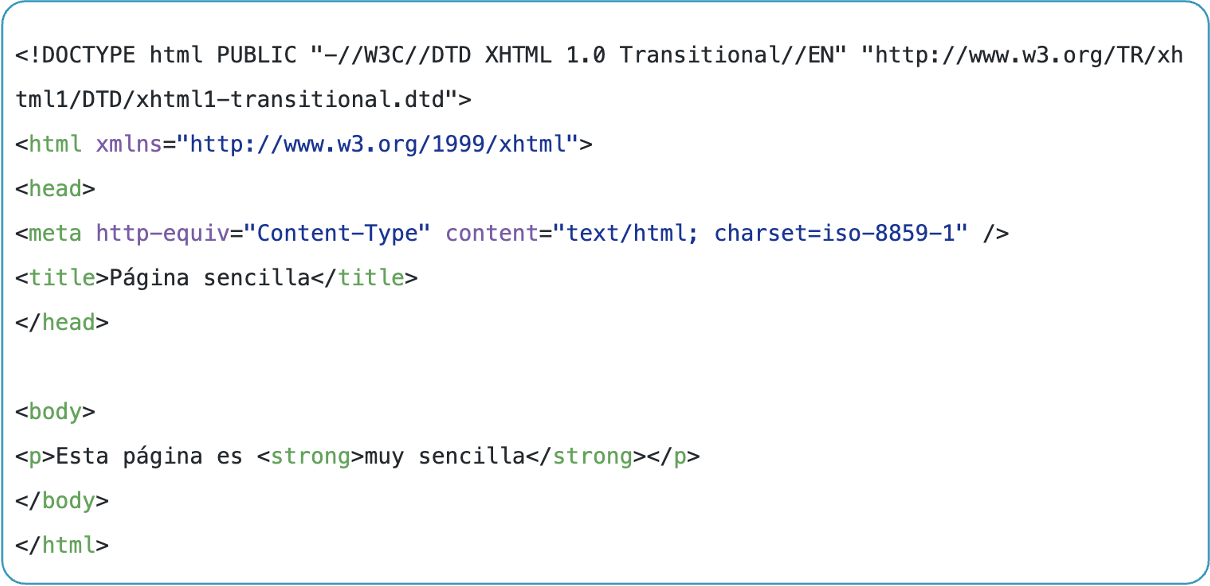 <!DOCTYPE html PUBLIC "-//W3C//DTD XHTML 1.0 Transitional//EN" "http://www.w3.org/TR/xh
tml1/DTD/xhtml1-transitional.dtd">
<html xmlns="http://www.w3.org/1999/xhtml">
<head>
<meta http-equiv="Content-Type" content="text/html; charset=iso-8859-1" />
<title>Página sencilla</title>
</head>

<body>
<p>Esta página es <strong>muy sencilla</strong></p>
</body>
</html>